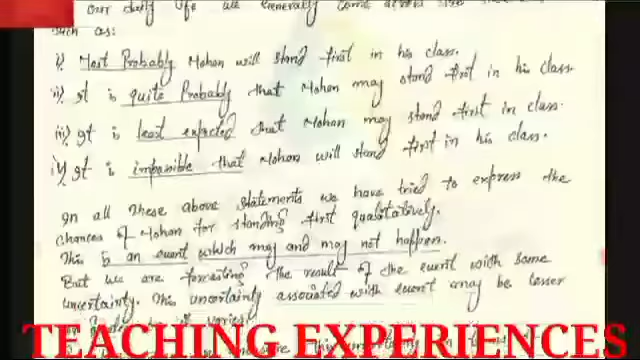 our daily life we generally come across
such as:
i) Most Probably Mohan will stand first in his class.
ii) It is quite Probably that Mohan may stand first in his class.
iii) It is least expected that Mohan may stand first in class.
iv) It is impossible that Mohan will stand first in his class.
In all these above statements we have tried to express the
chances of Mohan for standing first qualitatively.
This is an event which may and may not happen.
But we are forcasting the result of the event with some
uncertainty. This uncertainty associated with event may be lesser
TEACHING EXPERIENCES